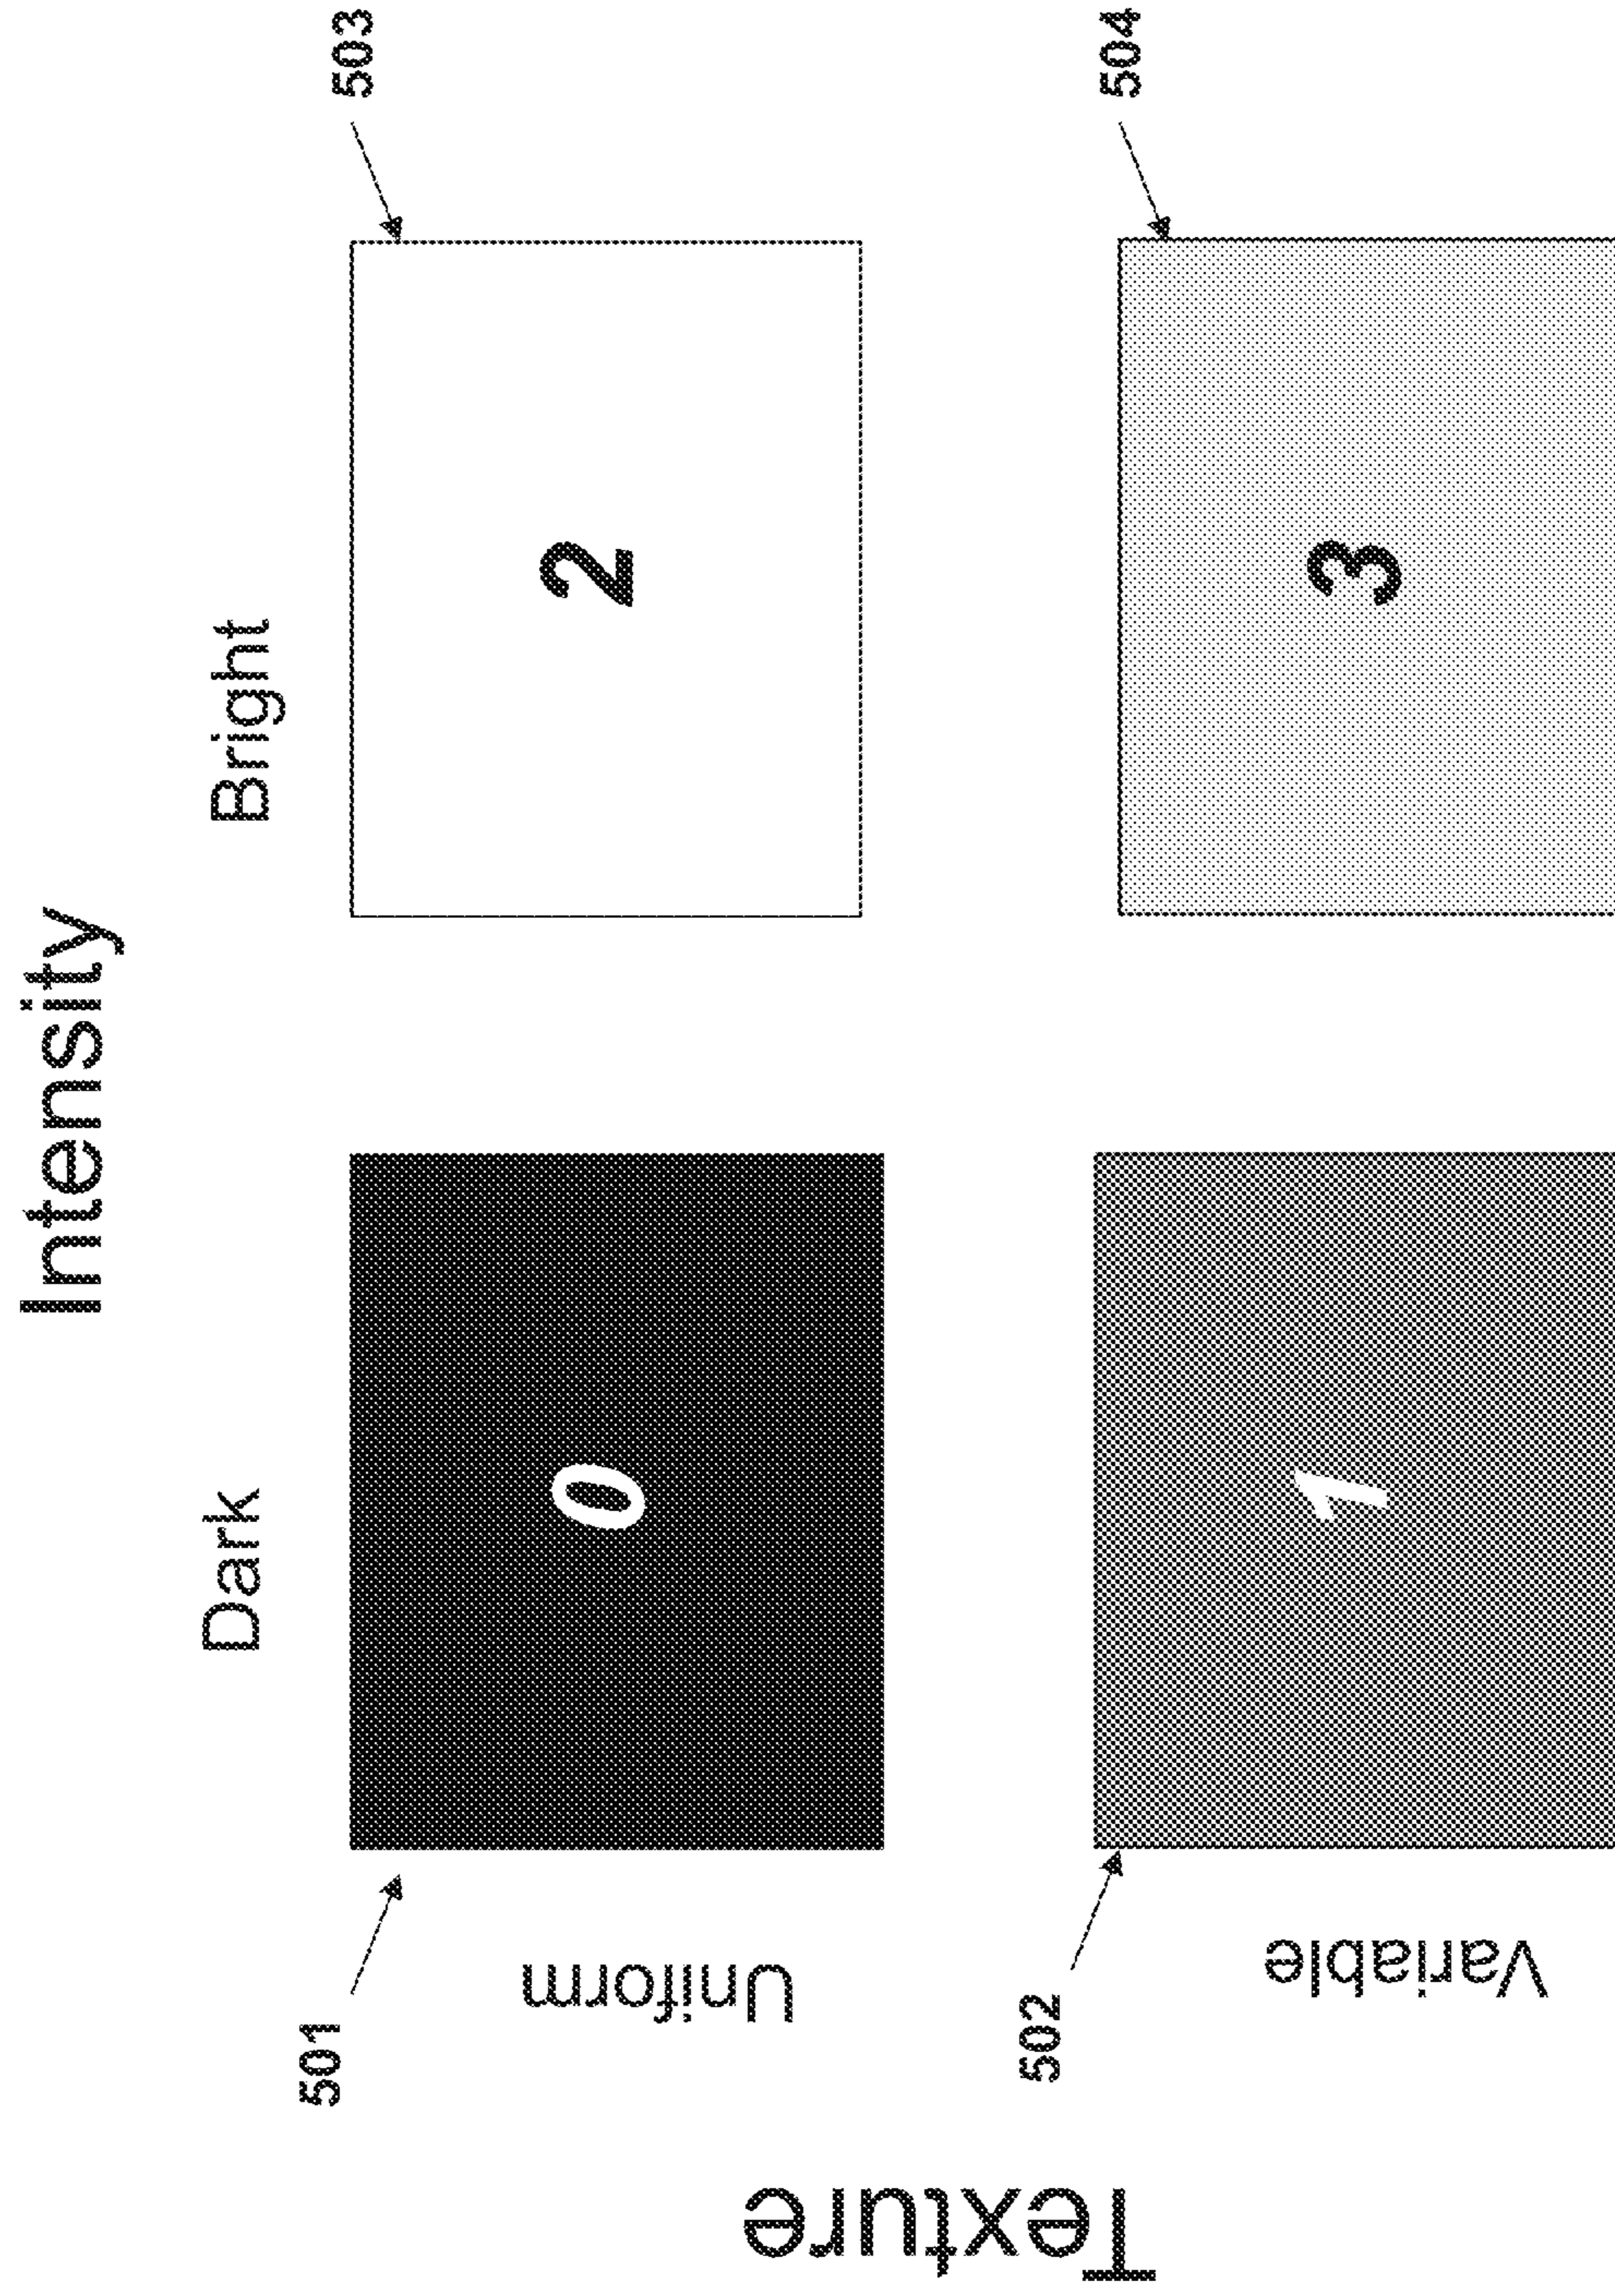 Intensity
Dark
Bright
Texture
Uniform
501
0
2
503
Variable
502
1
3
504